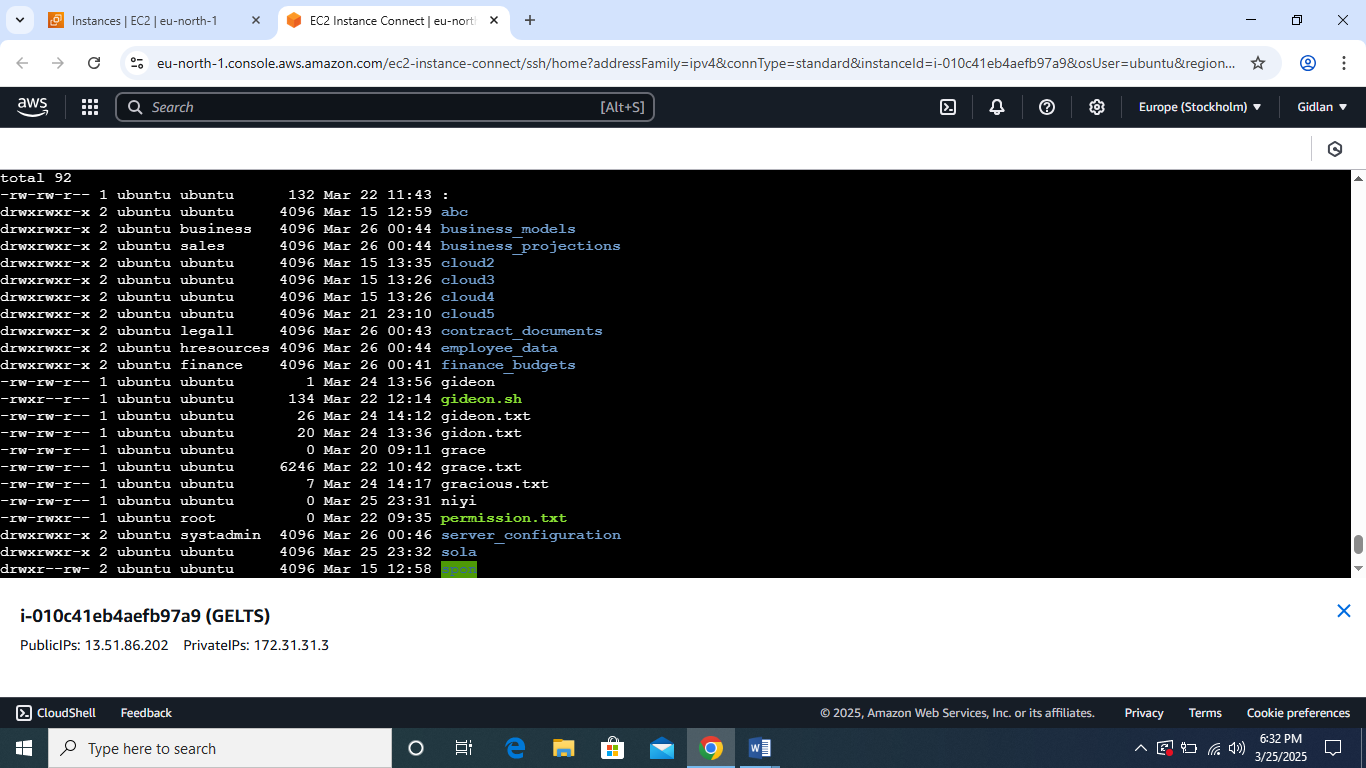 Instances | EC2 | eu-north-1
EC2 Instance Connect | eu-nort
eu-north-1.console.aws.amazon.com/ec2-instance-connect/ssh/home?addressFamily=ipv4&connType=standard&instanceId=i-010c41eb4aefb97a9&osUser=ubuntu&region...
aws Search [Alt+S] Europe (Stockholm) Gidlan
total 92
-rw-rw-r-- 1 ubuntu ubuntu 132 Mar 22 11:43 :
drwxrwxr-x 2 ubuntu ubuntu 4096 Mar 15 12:59 abc
drwxrwxr-x 2 ubuntu business 4096 Mar 26 00:44 business_models
drwxrwxr-x 2 ubuntu sales 4096 Mar 26 00:44 business_projections
drwxrwxr-x 2 ubuntu ubuntu 4096 Mar 15 13:35 cloud2
drwxrwxr-x 2 ubuntu ubuntu 4096 Mar 15 13:26 cloud3
drwxrwxr-x 2 ubuntu ubuntu 4096 Mar 15 13:26 cloud4
drwxrwxr-x 2 ubuntu ubuntu 4096 Mar 21 23:10 cloud5
drwxrwxr-x 2 ubuntu legall 4096 Mar 26 00:43 contract_documents
drwxrwxr-x 2 ubuntu hresources 4096 Mar 26 00:44 employee_data
drwxrwxr-x 2 ubuntu finance 4096 Mar 26 00:41 finance_budgets
-rw-rw-r-- 1 ubuntu ubuntu 1 Mar 24 13:56 gideon
-rwxr--r-- 1 ubuntu ubuntu 134 Mar 22 12:14 gideon.sh
-rw-rw-r-- 1 ubuntu ubuntu 26 Mar 24 14:12 gideon.txt
-rw-rw-r-- 1 ubuntu ubuntu 20 Mar 24 13:36 gidon.txt
-rw-rw-r-- 1 ubuntu ubuntu 0 Mar 20 09:11 grace
-rw-rw-r-- 1 ubuntu ubuntu 6246 Mar 22 10:42 grace.txt
-rw-rw-r-- 1 ubuntu ubuntu 7 Mar 24 14:17 gracious.txt
-rw-rw-r-- 1 ubuntu ubuntu 0 Mar 25 23:31 niyi
-rw-rwxr-- 1 ubuntu root 0 Mar 22 09:35 permission.txt
drwxrwxr-x 2 ubuntu systadmin 4096 Mar 26 00:46 server_configuration
drwxrwxr-x 2 ubuntu ubuntu 4096 Mar 25 23:32 sola
drwxr--rw- 2 ubuntu ubuntu 4096 Mar 15 12:58 spon
i-010c41eb4aefb97a9 (GELTS)
PublicIPs: 13.51.86.202 PrivateIPs: 172.31.31.3
CloudShell Feedback © 2025, Amazon Web Services, Inc. or its affiliates. Privacy Terms Cookie preferences
Type here to search
6:32 PM
3/25/2025